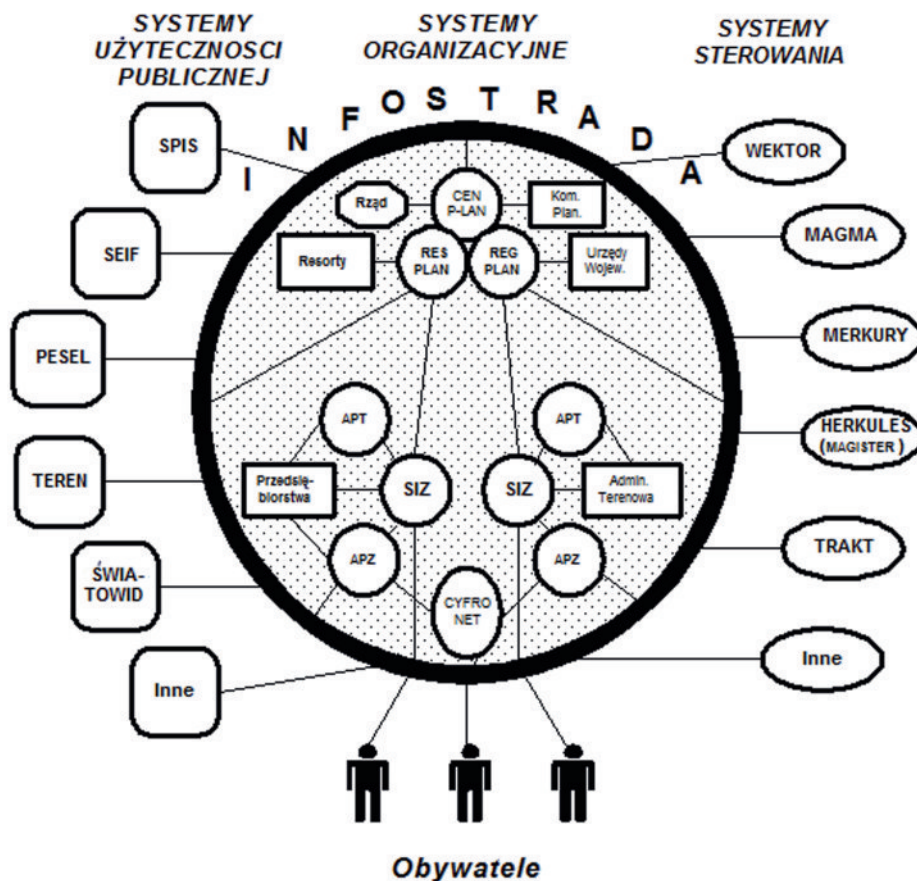 SYSTEMY
UŻYTECZNOSCI
PUBLICZNEJ
SYSTEMY
ORGANIZACYJNE
SYSTEMY
STEROWANIA
INFOSTRADA
SPIS
SEIF
PESEL
TEREN
ŚWIA-
TOWID
Inne
Rząd
CEN
P-LAN
Kom.
Plan.
Resorty
RES
PLAN
REG
PLAN
Urzędy
Wojew.
APT
APT
Przedsię-
biorstwa
SIZ
SIZ
Admin.
Terenowa
APZ
APZ
CYFRO
NET
WEKTOR
MAGMA
MERKURY
HERKULES
(MAGISTER )
TRAKT
Inne
Obywatele